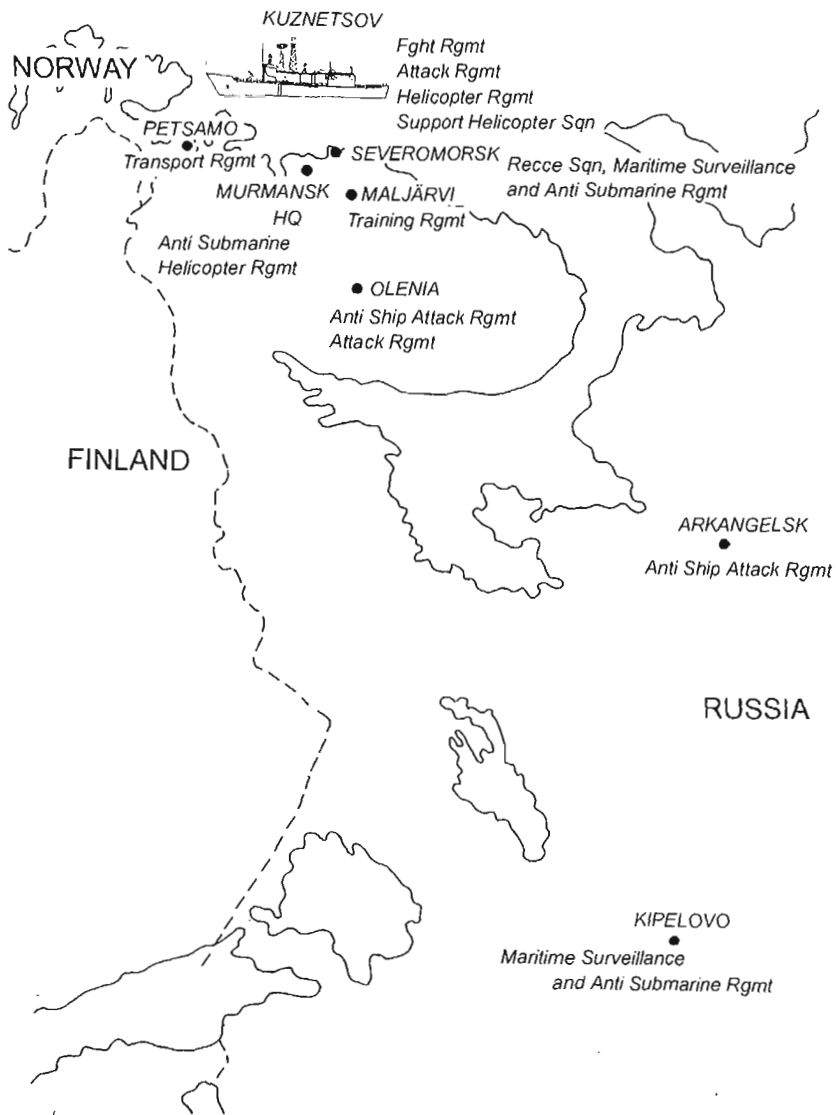 KUZNETSOV
Fght Rgmt
Attack Rgmt
Helicopter Rgmt
Support Helicopter Sqn
NORWAY
PETSAMO
Transport Rgmt
SEVEROMORSK
Recce Sqn, Maritime Surveillance
and Anti Submarine Rgmt
MURMANSK
HQ
Anti Submarine
Helicopter Rgmt
MALJÄRVI
Training Rgmt
OLENIA
Anti Ship Attack Rgmt
Attack Rgmt
FINLAND
ARKANGELSK
Anti Ship Attack Rgmt
RUSSIA
KIPELOVO
Maritime Surveillance
and Anti Submarine Rgmt